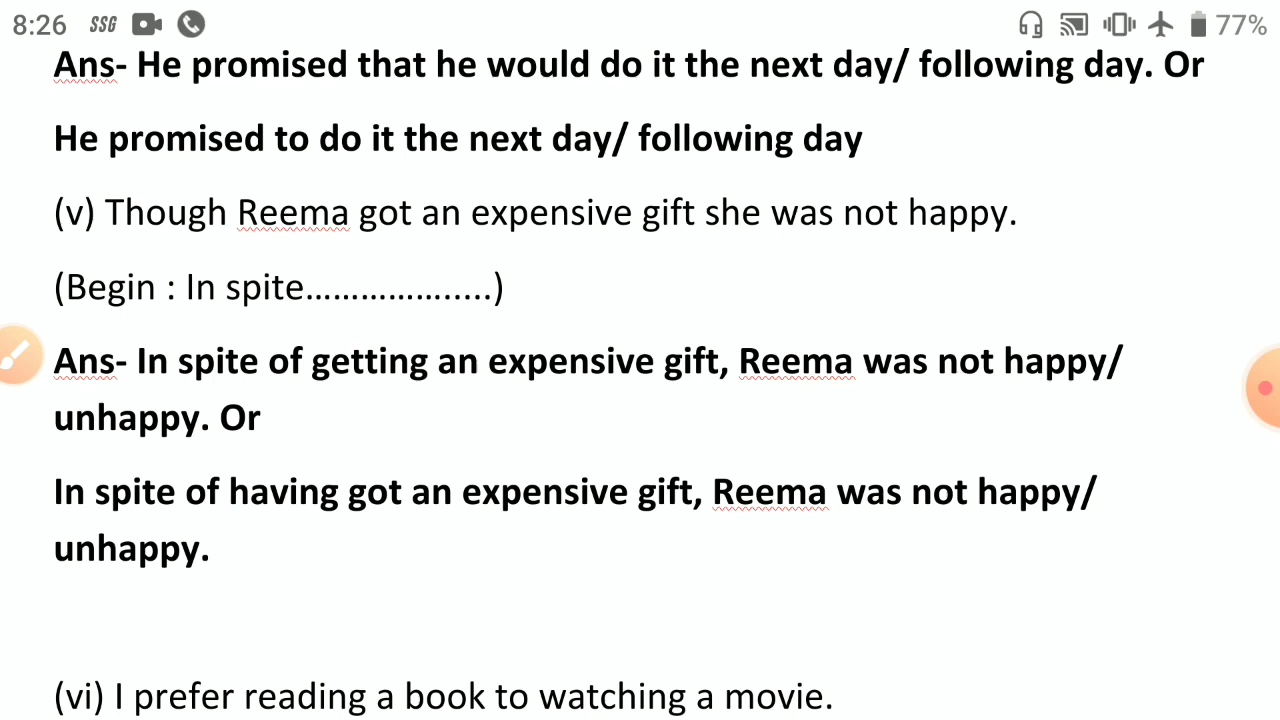 8:26 SSG 77%
Ans- He promised that he would do it the next day/ following day. Or
He promised to do it the next day/ following day
(v) Though Reema got an expensive gift she was not happy.
(Begin : In spite…………….....)
Ans- In spite of getting an expensive gift, Reema was not happy/
unhappy. Or
In spite of having got an expensive gift, Reema was not happy/
unhappy.
(vi) I prefer reading a book to watching a movie.